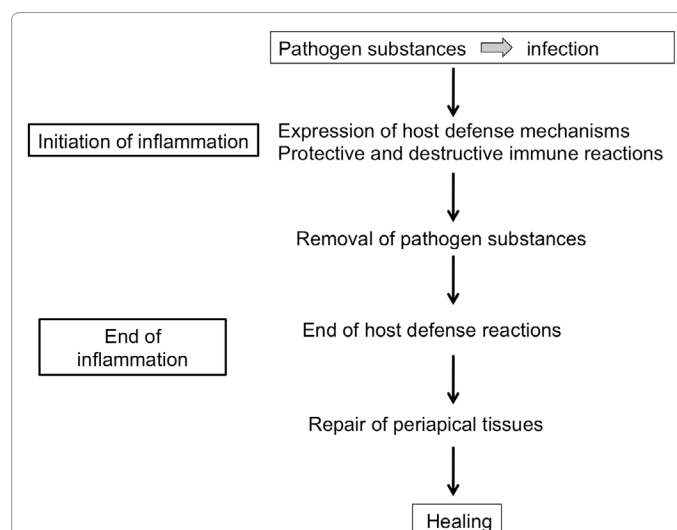 Pathogen substances infection
Initiation of inflammation
Expression of host defense mechanisms
Protective and destructive immune reactions
Removal of pathogen substances
End of
inflammation
End of host defense reactions
Repair of periapical tissues
Healing